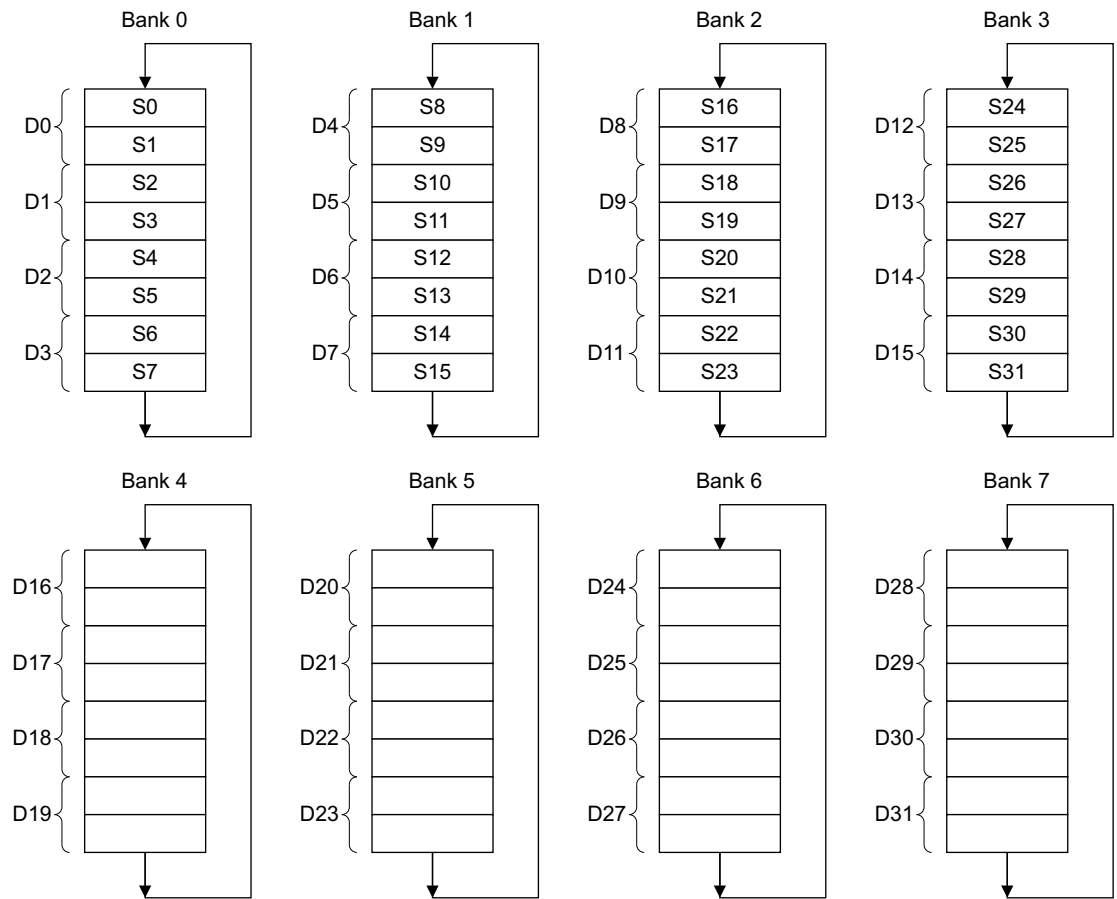 Bank 0
Bank 1
Bank 2
Bank 3
S0
S8
S16
S24
D0
D4
D8
D12
S1
S9
S17
S25
S2
S10
S18
S26
D1
D5
D9
D13
S3
S11
S19
S27
S4
S12
S20
S28
D2
D6
D10
D14
S5
S13
S21
S29
S6
S14
S22
S30
D3
D7
D11
D15
S7
S15
S23
S31
Bank 4
Bank 5
Bank 6
Bank 7
D16
D20
D24
D28
D17
D21
D25
D29
D18
D22
D26
D30
D19
D23
D27
D31